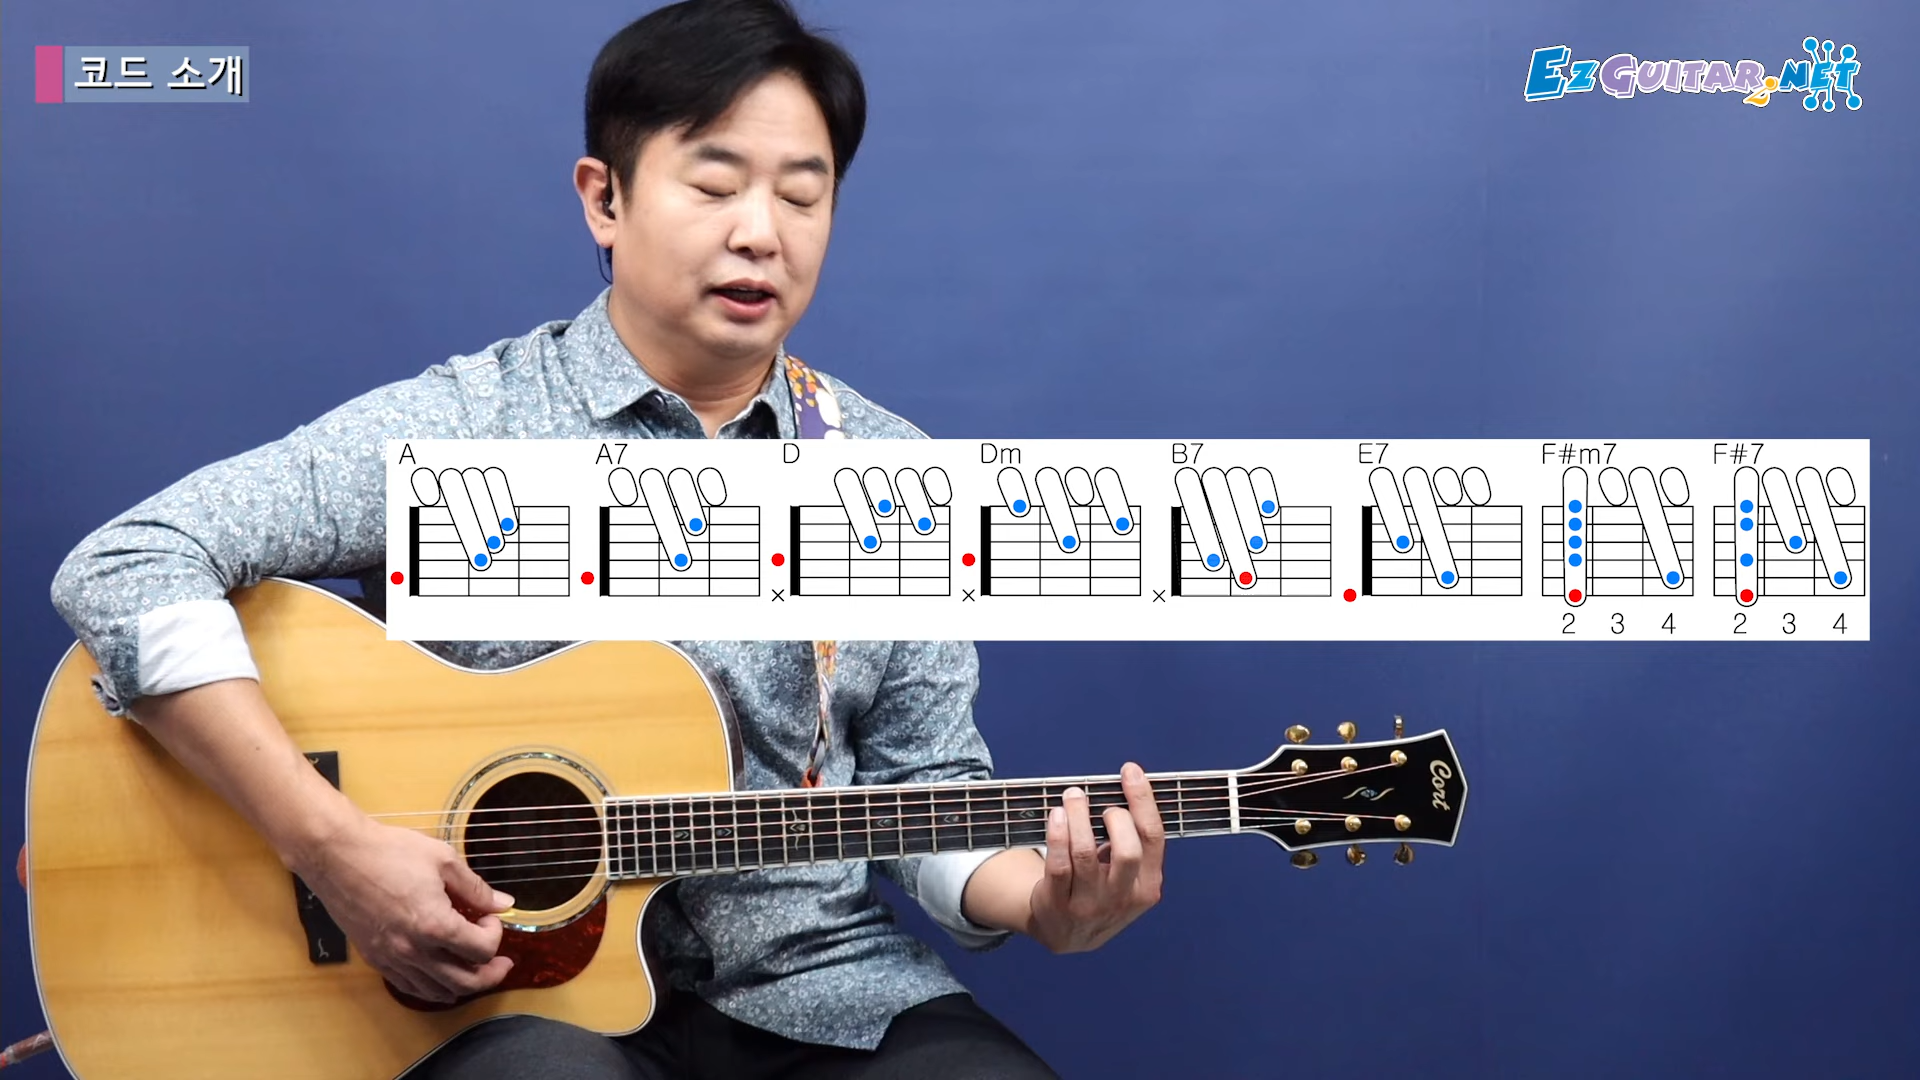 코드 소개
EzGuitar.net
A A7 D Dm B7 E7 F#m7 F#7
× × ×
2 3 4 2 3 4
Cort